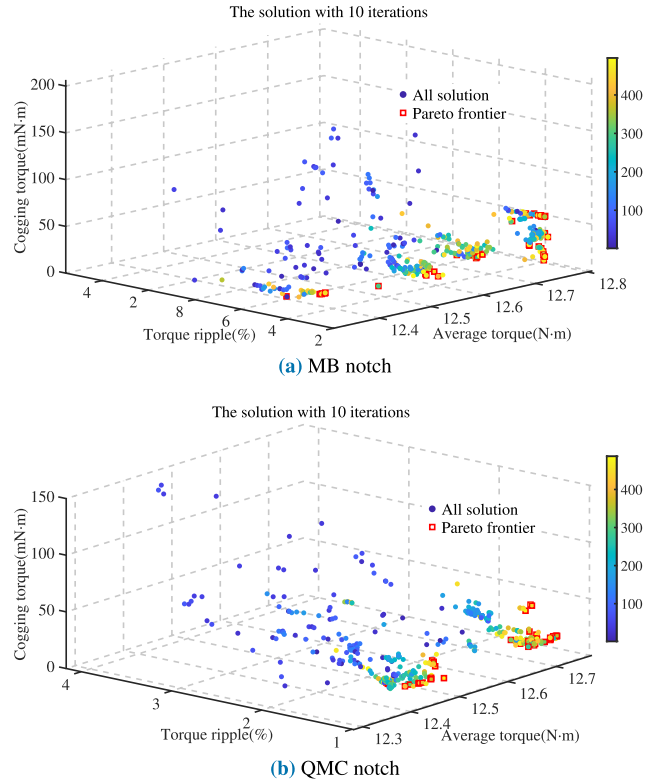 The solution with 10 iterations
200
150
100
50
0
Cogging torque(mN·m)
All solution
Pareto frontier
400
300
200
100
4
2
8
6
4
2
Torque ripple(%)
12.4
12.5
12.6
12.7
12.8
Average torque(N·m)
(a) MB notch
The solution with 10 iterations
150
100
50
0
Cogging torque(mN·m)
All solution
Pareto frontier
400
300
200
100
4
3
2
1
Torque ripple(%)
12.3
12.4
12.5
12.6
12.7
Average torque(N·m)
(b) QMC notch